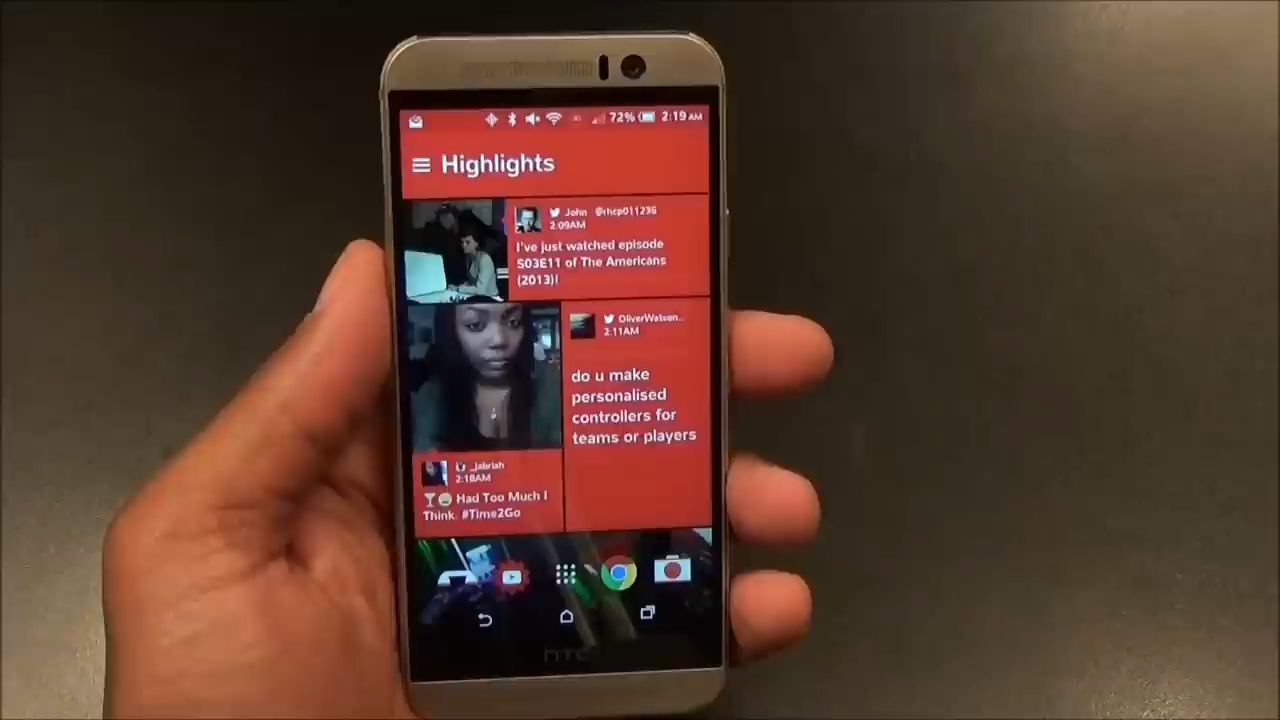 72% 2:19 AM
Highlights
John @rhcp011236
2:09AM
I've just watched episode
S03E11 of The Americans
(2013)!
OliverWatson...
2:11AM
do u make
personalised
controllers for
teams or players
_jabriah
2:18AM
Had Too Much I
Think. #Time2Go
hTC